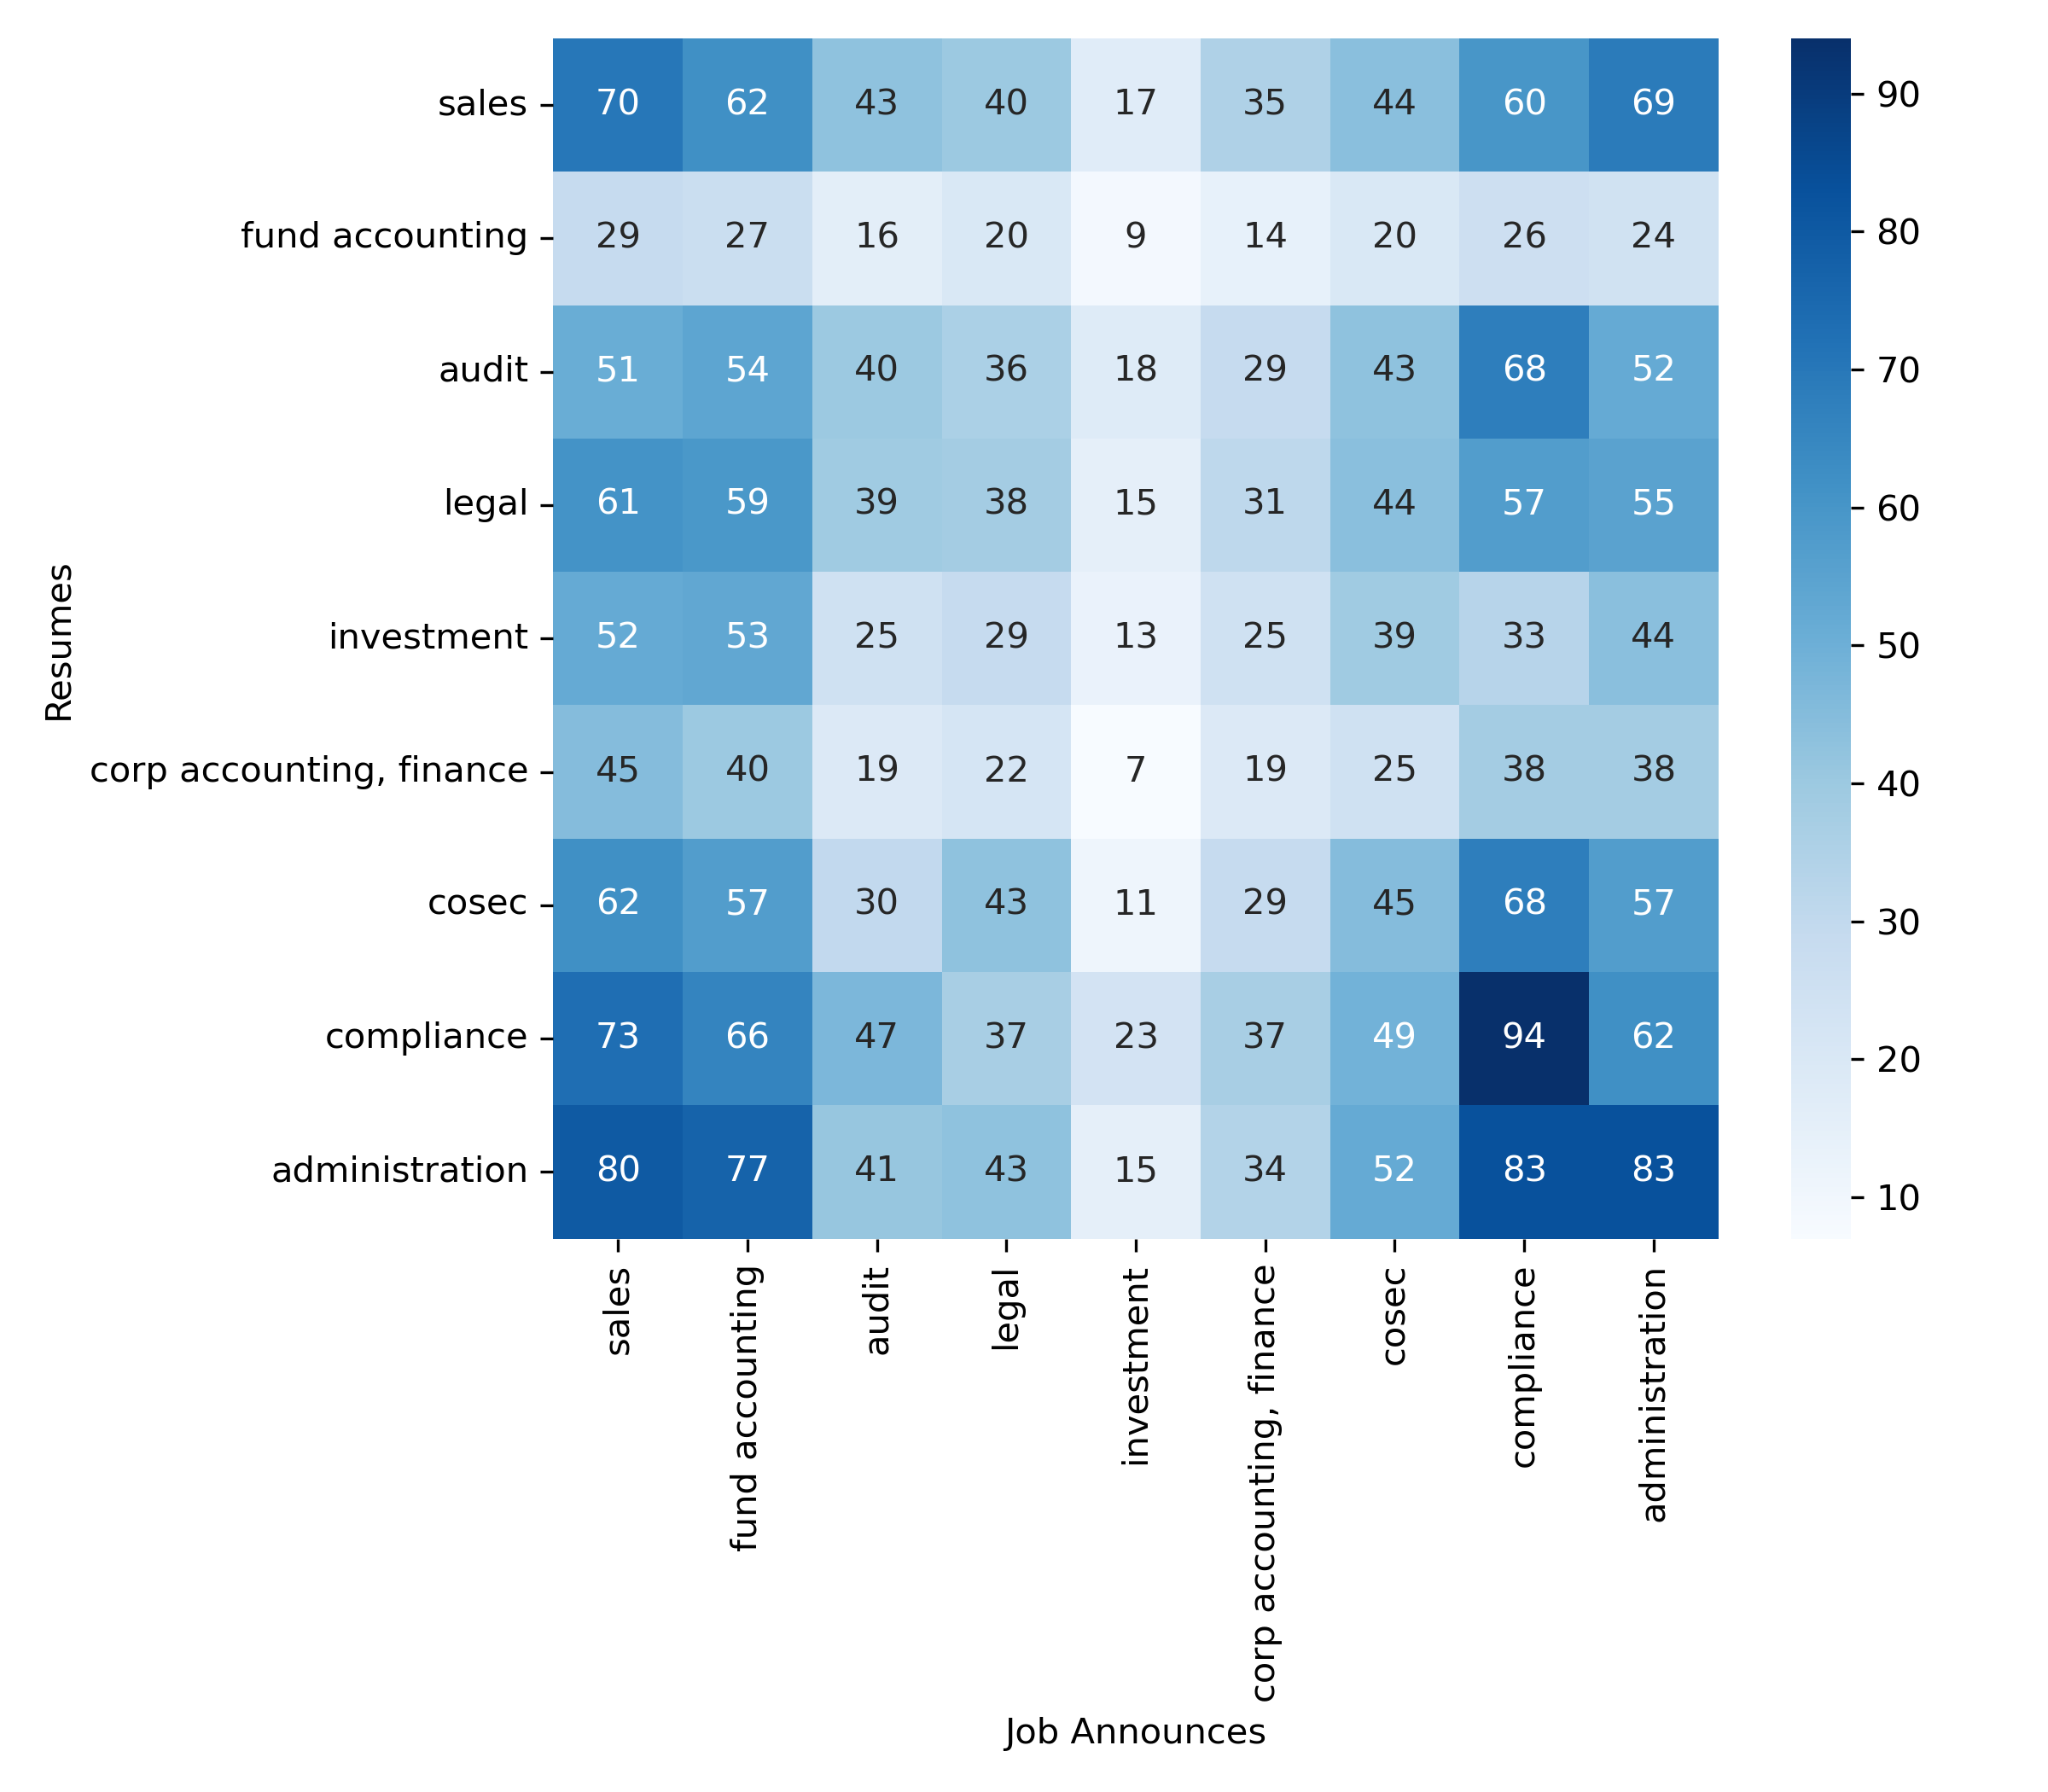 sales 70 62 43 40 17 35 44 60 69
fund accounting 29 27 16 20 9 14 20 26 24
audit 51 54 40 36 18 29 43 68 52
legal 61 59 39 38 15 31 44 57 55
investment 52 53 25 29 13 25 39 33 44
corp accounting, finance 45 40 19 22 7 19 25 38 38
cosec 62 57 30 43 11 29 45 68 57
compliance 73 66 47 37 23 37 49 94 62
administration 80 77 41 43 15 34 52 83 83
Resumes
sales
fund accounting
audit
legal
investment
corp accounting, finance
cosec
compliance
administration
Job Announces
90
80
70
60
50
40
30
20
10